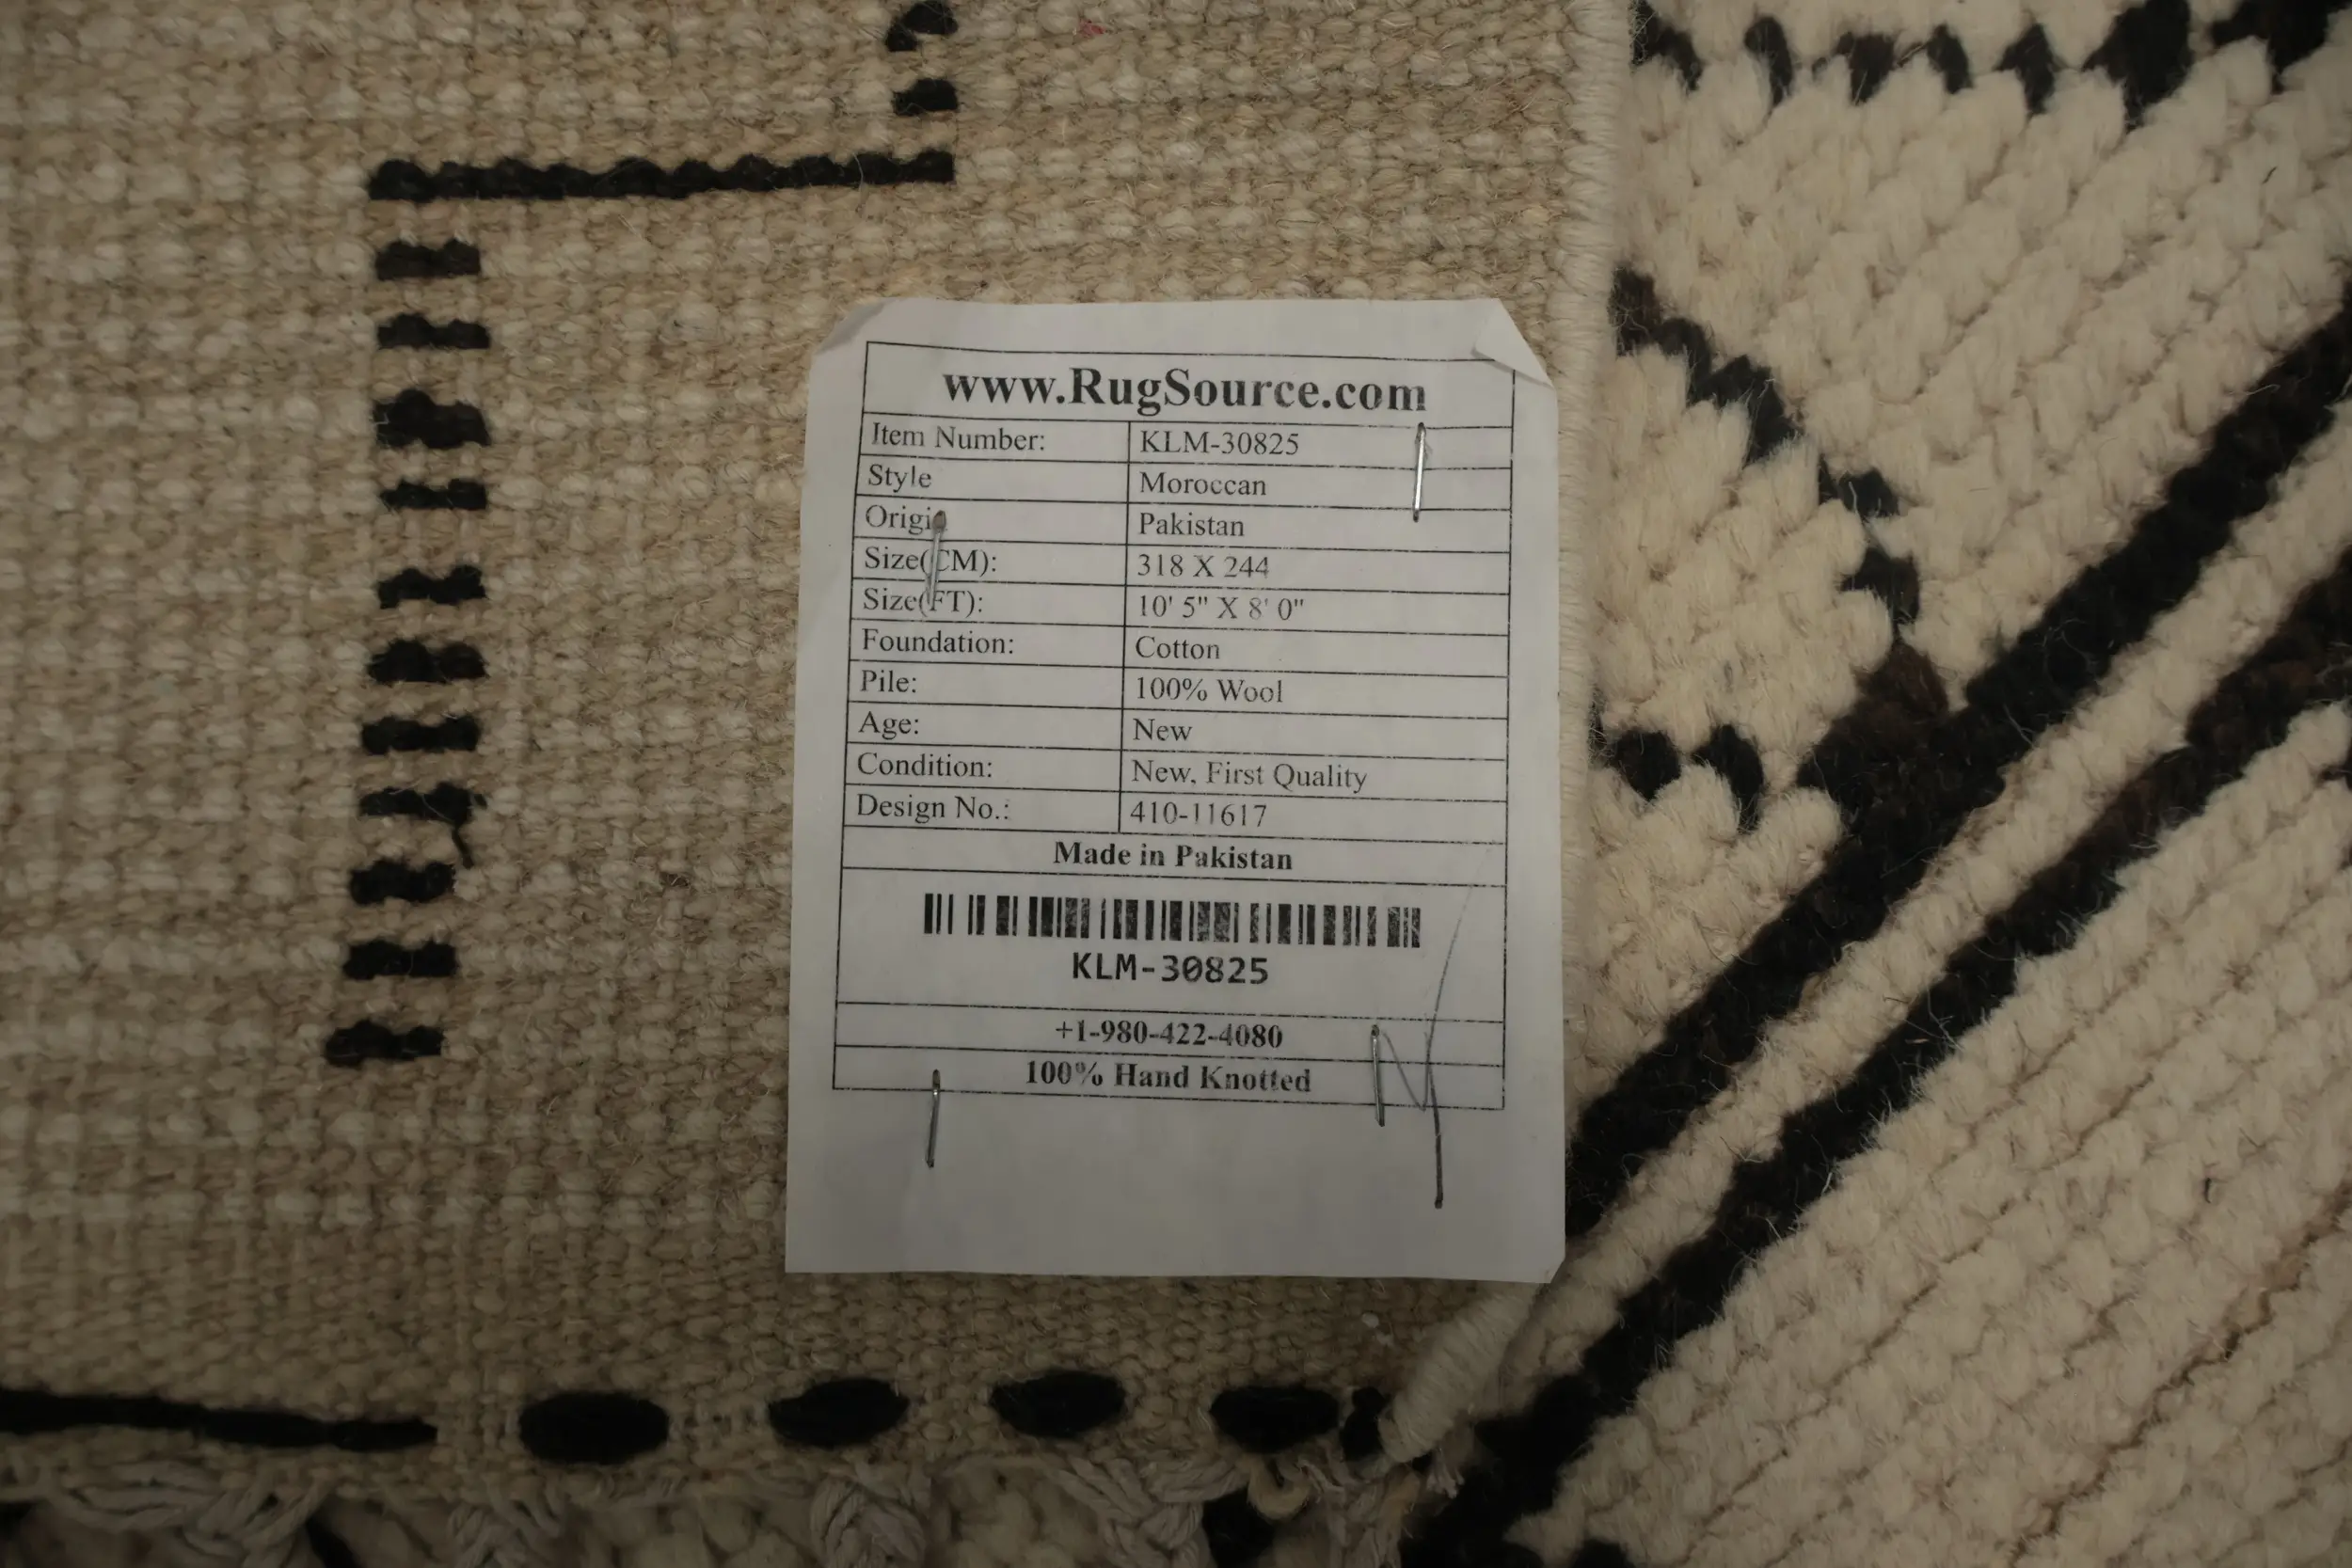 www.RugSource.com
Item Number: KLM-30825
Style Moroccan
Origin Pakistan
Size(CM): 318 X 244
Size(FT): 10' 5" X 8' 0"
Foundation: Cotton
Pile: 100% Wool
Age: New
Condition: New, First Quality
Design No.: 410-11617
Made in Pakistan
KLM-30825
+1-980-422-4080
100% Hand Knotted